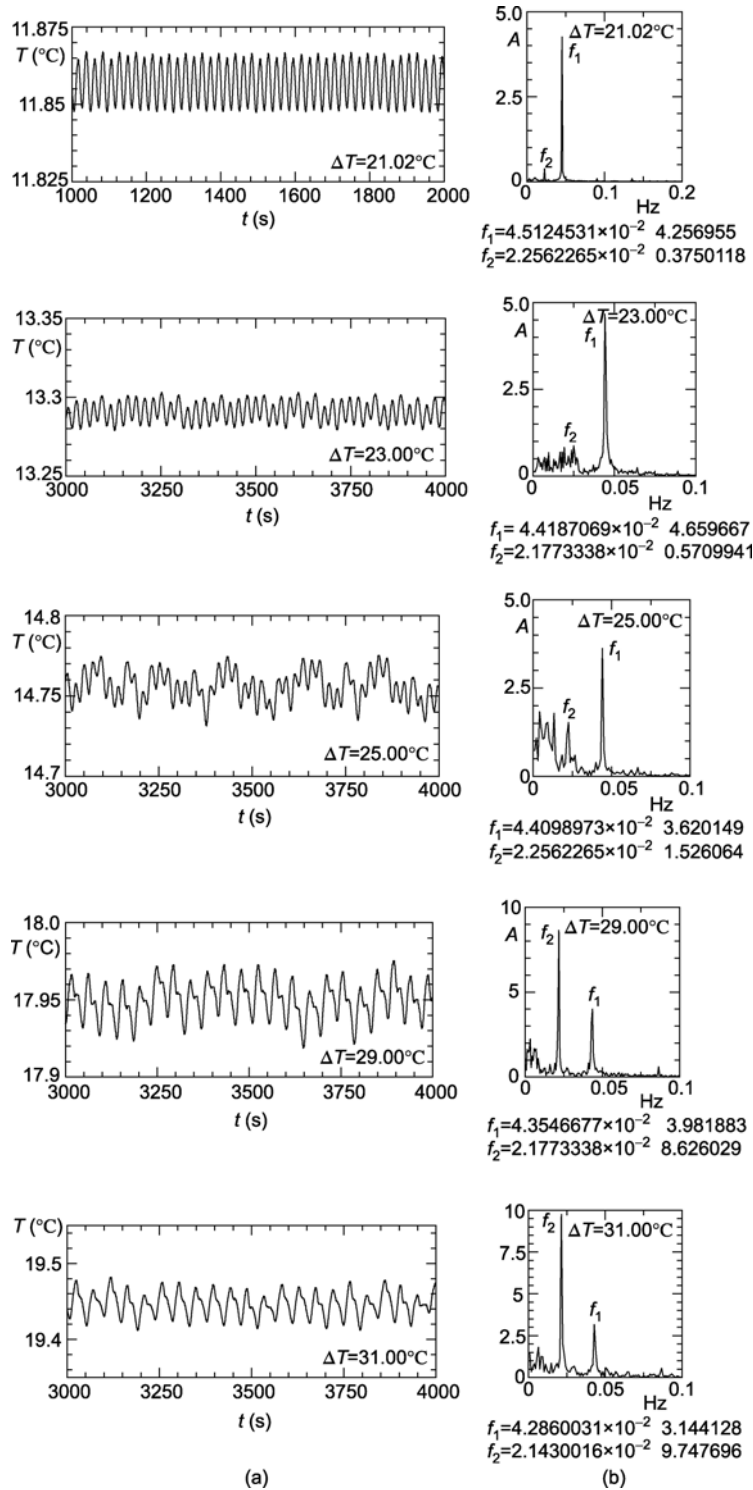 11.875
T (°C)
11.85
11.825
ΔT=21.02°C
1000 1200 1400 1600 1800 2000
t (s)
5.0
A
ΔT=21.02°C
f1
2.5
f2
0
0 0.1 0.2
Hz
f1=4.5124531×10−2 4.256955
f2=2.2562265×10−2 0.3750118
13.35
T (°C)
13.3
13.25
ΔT=23.00°C
3000 3250 3500 3750 4000
t (s)
5.0
A
ΔT=23.00°C
f1
2.5
f2
0
0 0.05 0.1
Hz
f1= 4.4187069×10−2 4.659667
f2=2.1773338×10−2 0.5709941
14.8
T (°C)
14.75
14.7
ΔT=25.00°C
3000 3250 3500 3750 4000
t (s)
5.0
A
ΔT=25.00°C
f1
2.5
f2
0
0 0.05 0.1
Hz
f1=4.4098973×10−2 3.620149
f2=2.2562265×10−2 1.526064
18.0
T (°C)
17.95
17.9
ΔT=29.00°C
3000 3250 3500 3750 4000
t (s)
10
A
f2
ΔT=29.00°C
5
f1
0
0 0.05 0.1
Hz
f1=4.3546677×10−2 3.981883
f2=2.1773338×10−2 8.626029
T (°C)
19.5
19.4
ΔT=31.00°C
3000 3250 3500 3750 4000
t (s)
10
A
f2
ΔT=31.00°C
7.5
5.0
f1
2.5
0
0 0.05 0.1
Hz
f1=4.2860031×10−2 3.144128
f2=2.1430016×10−2 9.747696
(a) (b)